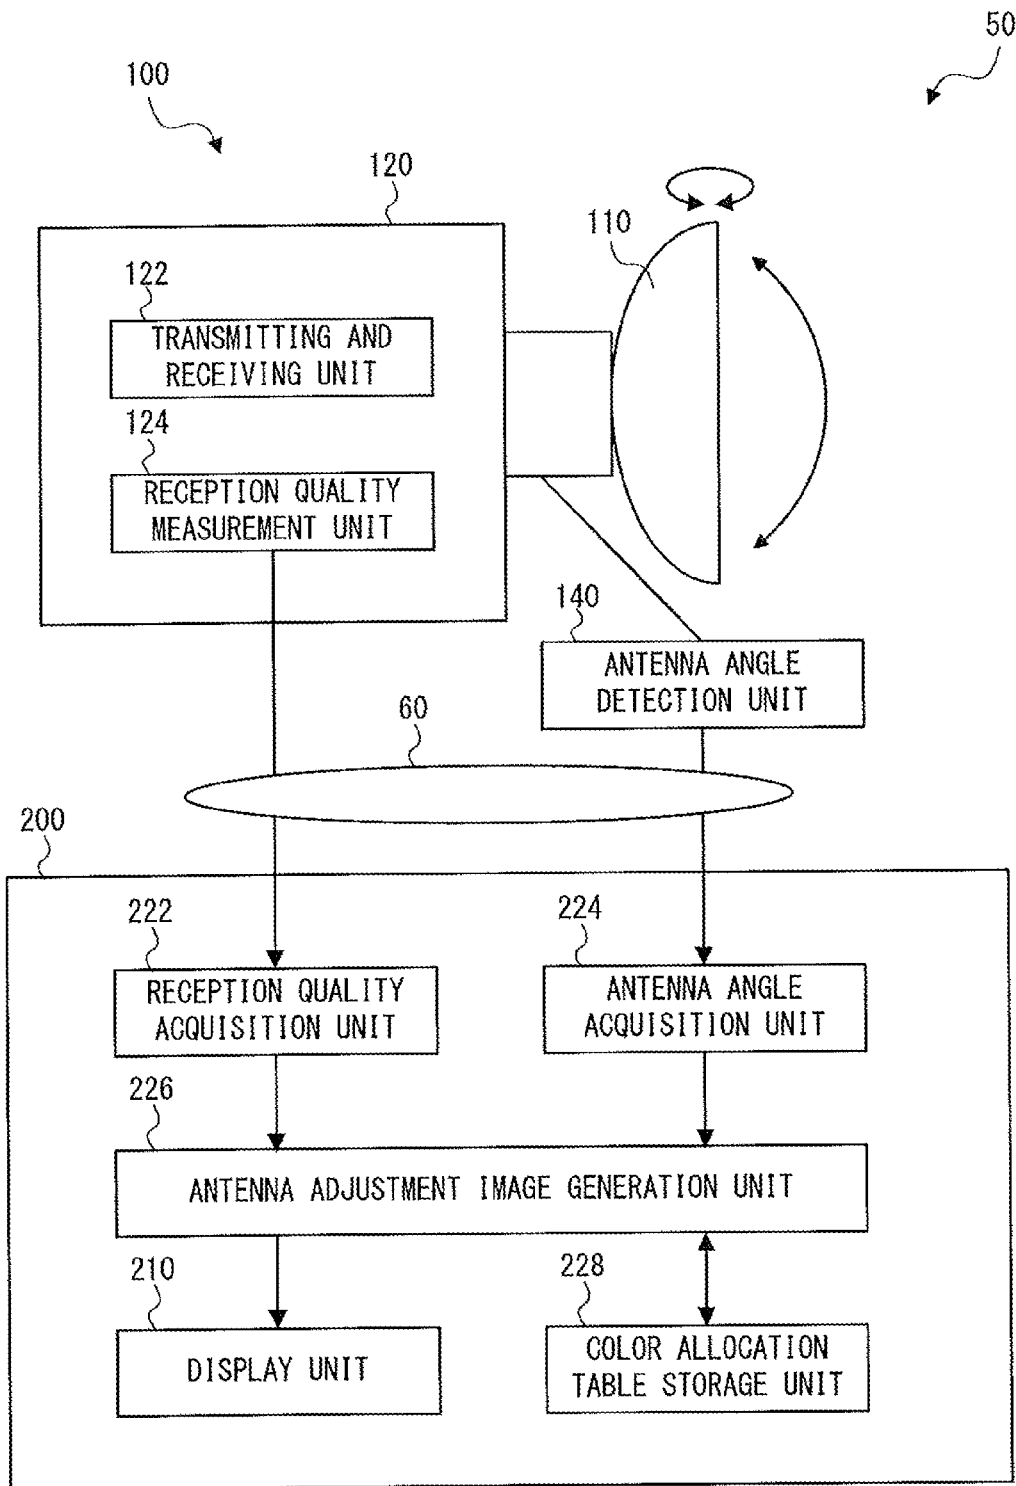 50
100
120
110
122
TRANSMITTING AND
RECEIVING UNIT
124
RECEPTION QUALITY
MEASUREMENT UNIT
140
ANTENNA ANGLE
DETECTION UNIT
60
200
222
RECEPTION QUALITY
ACQUISITION UNIT
224
ANTENNA ANGLE
ACQUISITION UNIT
226
ANTENNA ADJUSTMENT IMAGE GENERATION UNIT
210
DISPLAY UNIT
228
COLOR ALLOCATION
TABLE STORAGE UNIT